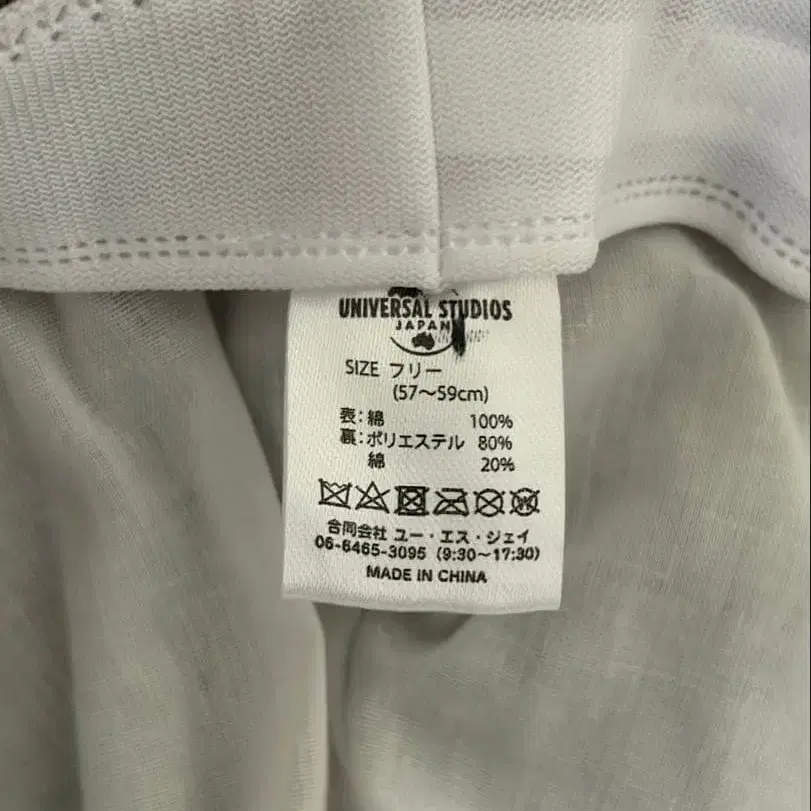 UNIVERSAL STUDIOS
JAPAN
SIZE フリー
(57〜59cm)
表:綿 100%
裏:ポリエステル 80%
綿 20%
合同会社 ユー・エス・ジェイ
06-6465-3095 (9:30〜17:30)
MADE IN CHINA